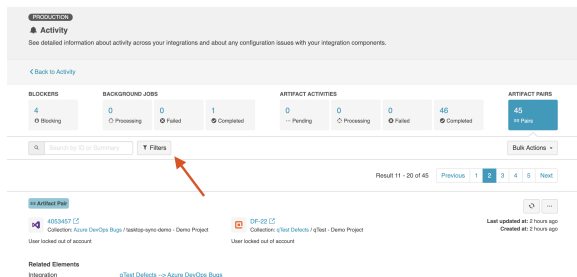 PRODUCTION
Activity
See detailed information about activity across your integrations and about any configuration issues with your integration components.
Back to Activity
BLOCKERS BACKGROUND JOBS ARTIFACT ACTIVITIES ARTIFACT PAIRS
4 0 0 1 0 0 0 46 45
Blocking Processing Failed Completed Pending Processing Failed Completed Pairs
Search by ID or Summary Filters Bulk Actions
Result 11 - 20 of 45 Previous 1 2 3 4 5 Next
Artifact Pair
4053457 DF-22 Last updated at: 2 hours ago
Collection: Azure DevOps Bugs / tasktop-sync-demo - Demo Project Collection: qTest Defects / qTest - Demo Project Created at: 2 hours ago
User locked out of account User locked out of account
Related Elements
Integration qTest Defects --> Azure DevOps Bugs